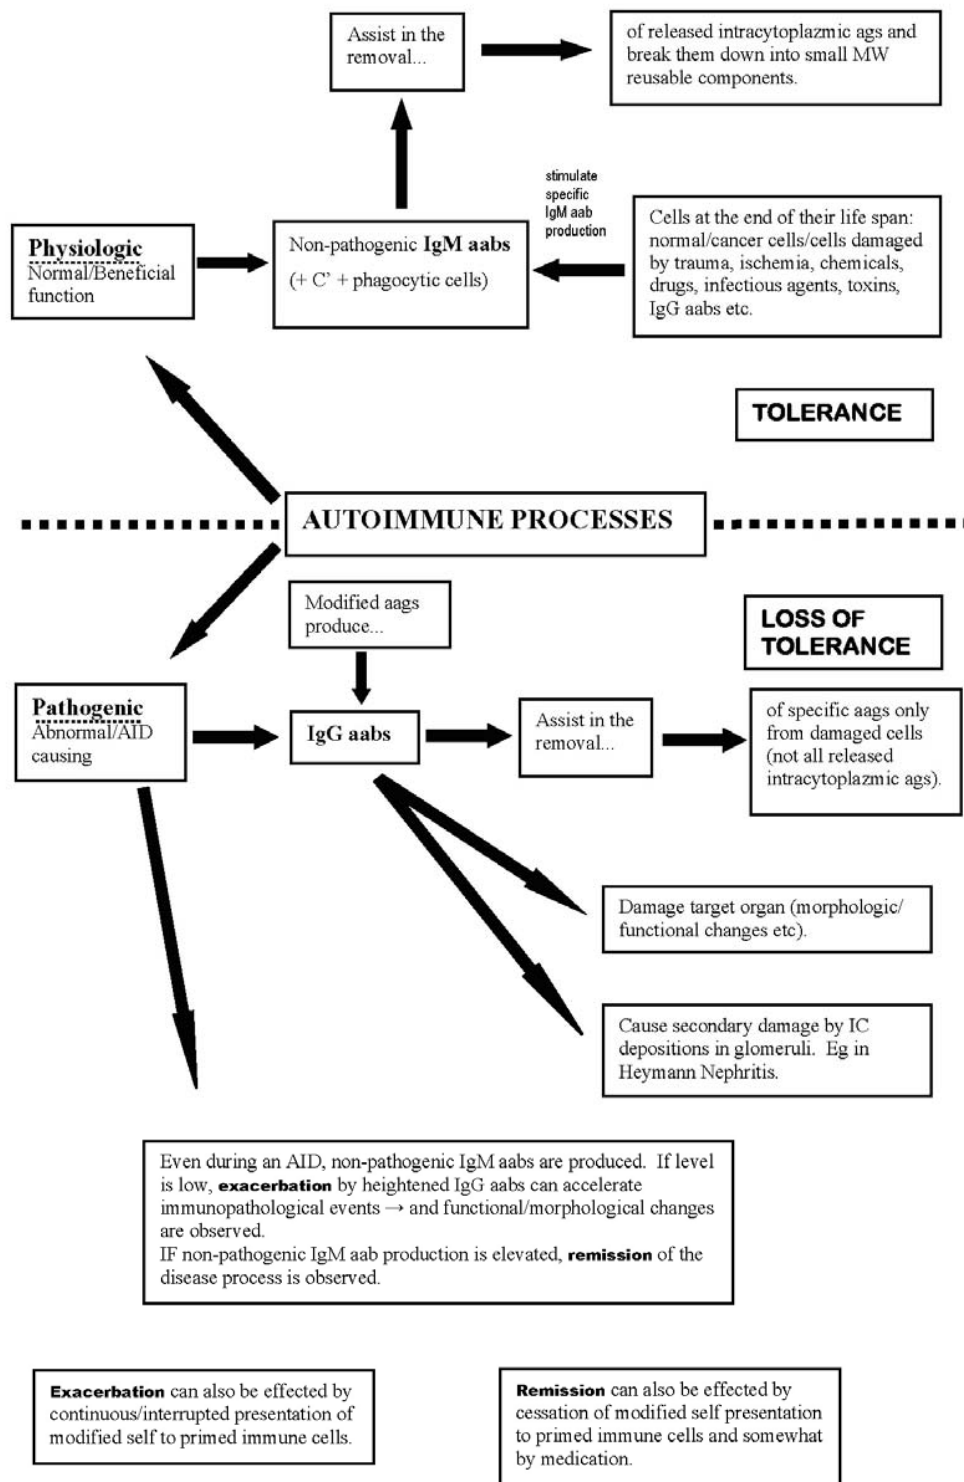 Assist in the
removal...
of released intracytoplazmic ags and
break them down into small MW
reusable components.
stimulate
specific
IgM aab
production
Physiologic
Normal/Beneficial
function
Non-pathogenic IgM aabs
(+ C' + phagocytic cells)
Cells at the end of their life span:
normal/cancer cells/cells damaged
by trauma, ischemia, chemicals,
drugs, infectious agents, toxins,
IgG aabs etc.
TOLERANCE
AUTOIMMUNE PROCESSES
Modified aags
produce...
LOSS OF
TOLERANCE
Pathogenic
Abnormal/AID
causing
IgG aabs
Assist in the
removal...
of specific aags only
from damaged cells
(not all released
intracytoplazmic ags).
Damage target organ (morphologic/
functional changes etc).
Cause secondary damage by IC
depositions in glomeruli. Eg in
Heymann Nephritis.
Even during an AID, non-pathogenic IgM aabs are produced. If level
is low, exacerbation by heightened IgG aabs can accelerate
immunopathological events → and functional/morphological changes
are observed.
IF non-pathogenic IgM aab production is elevated, remission of the
disease process is observed.
Exacerbation can also be effected by
continuous/interrupted presentation of
modified self to primed immune cells.
Remission can also be effected by
cessation of modified self presentation
to primed immune cells and somewhat
by medication.